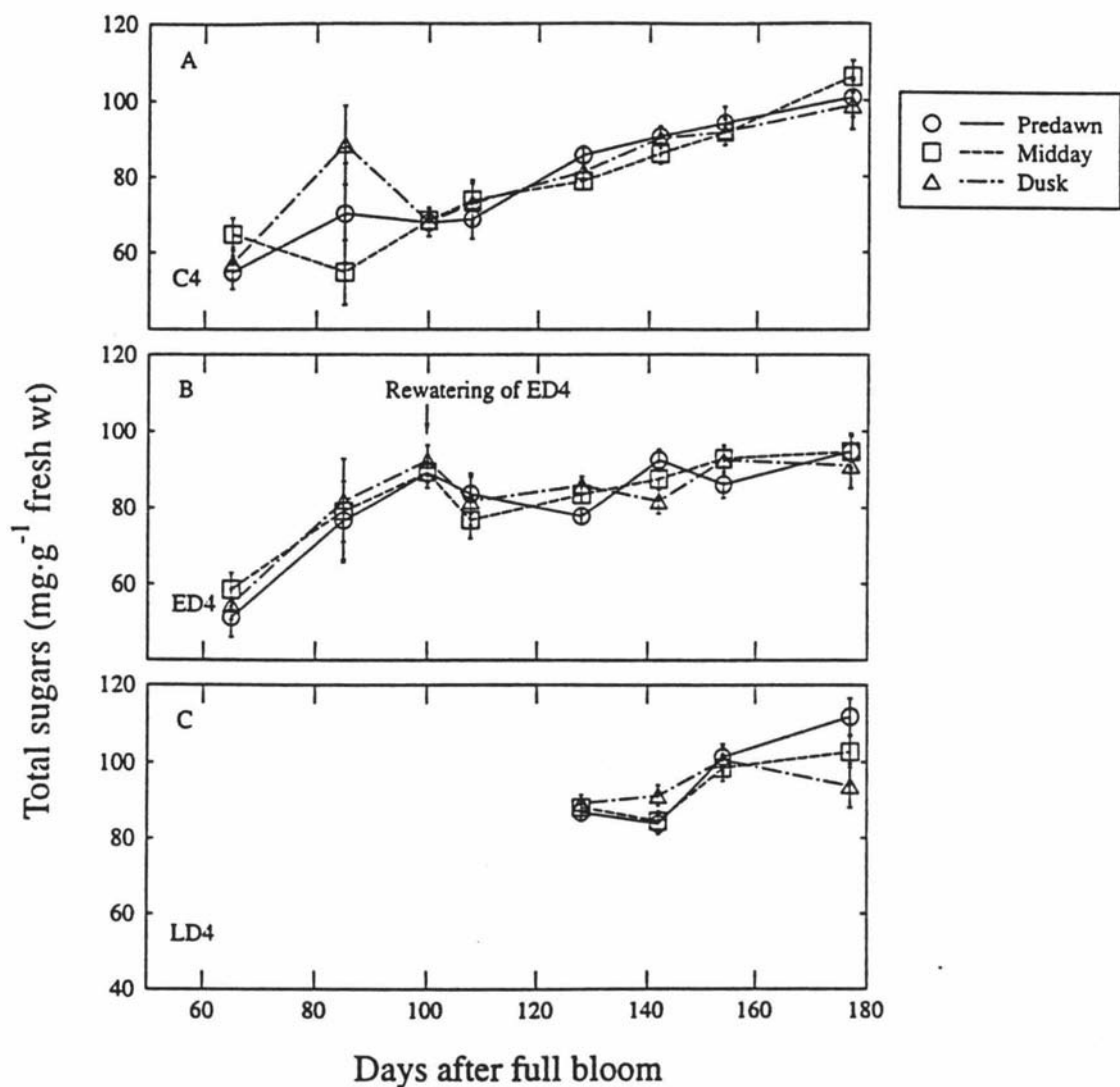 120
100
80
60
A
C4
Predawn
Midday
Dusk
120
100
80
60
B
Rewatering of ED4
ED4
120
100
80
60
40
C
LD4
60 80 100 120 140 160 180
Total sugars (mg·g⁻¹ fresh wt)
Days after full bloom